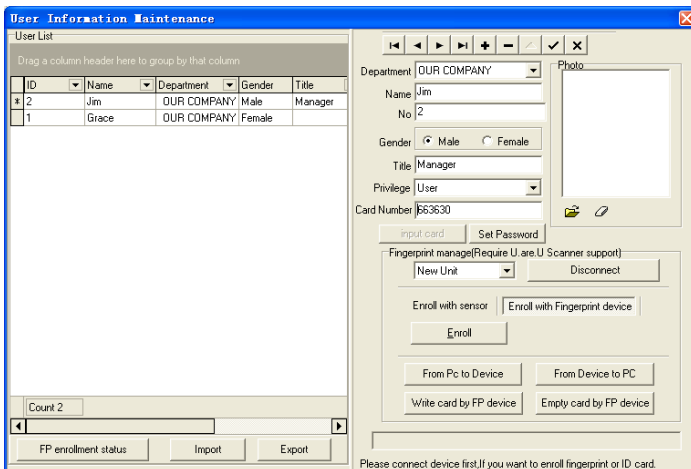 User Information Maintenance
User List
Drag a column header here to group by that column
ID Name Department Gender Title
* 2 Jim OUR COMPANY Male Manager
1 Grace OUR COMPANY Female
Count 2
FP enrollment status Import Export
Department OUR COMPANY
Name Jim
No 2
Gender Male Female
Title Manager
Privilege User
Card Number 663630
input card Set Password
Photo
Fingerprint manage(Require U.are.U Scanner support)
New Unit Disconnect
Enroll with sensor Enroll with Fingerprint device
Enroll
From Pc to Device From Device to PC
Write card by FP device Empty card by FP device
Please connect device first,If you want to enroll fingerprint or ID card.